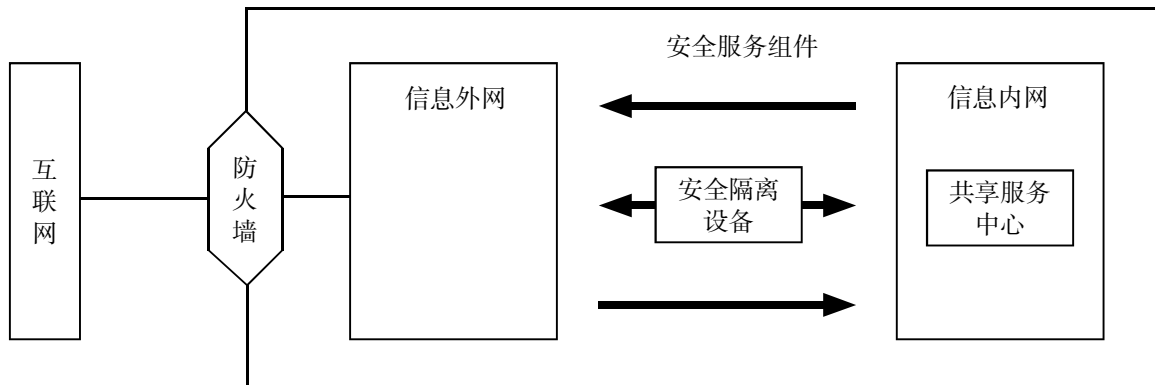 安全服务组件
互联网
防火墙
信息外网
安全隔离
设备
信息内网
共享服务
中心